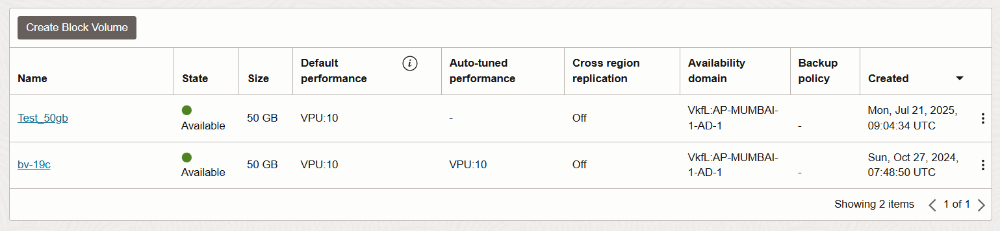 Create Block Volume
Name
State
Size
Default
performance
i
Auto-tuned
performance
Cross region
replication
Availability
domain
Backup
policy
Created
Test_50gb
Available
50 GB
VPU:10
-
Off
VkfL:AP-MUMBAI-
1-AD-1
-
Mon, Jul 21, 2025,
09:04:34 UTC
bv-19c
Available
50 GB
VPU:10
VPU:10
Off
VkfL:AP-MUMBAI-
1-AD-1
-
Sun, Oct 27, 2024,
07:48:50 UTC
Showing 2 items
1 of 1